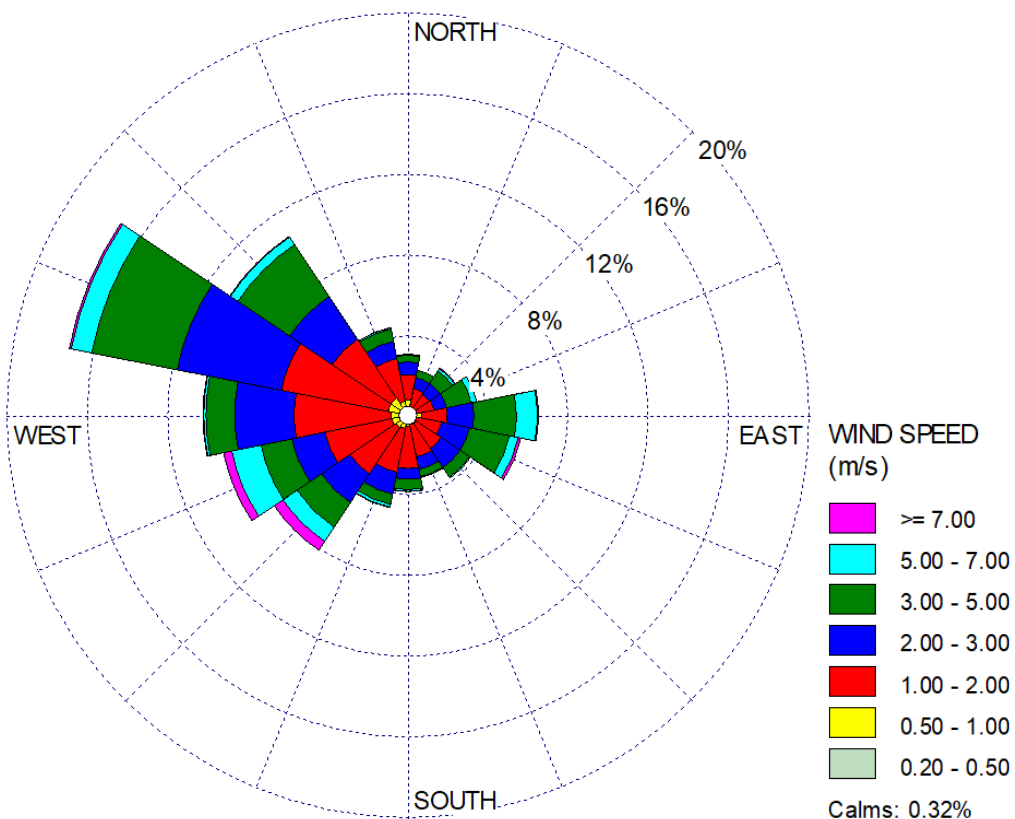 NORTH
20%
16%
12%
8%
4%
WEST
EAST
SOUTH
WIND SPEED
(m/s)
>= 7.00
5.00 - 7.00
3.00 - 5.00
2.00 - 3.00
1.00 - 2.00
0.50 - 1.00
0.20 - 0.50
Calms: 0.32%